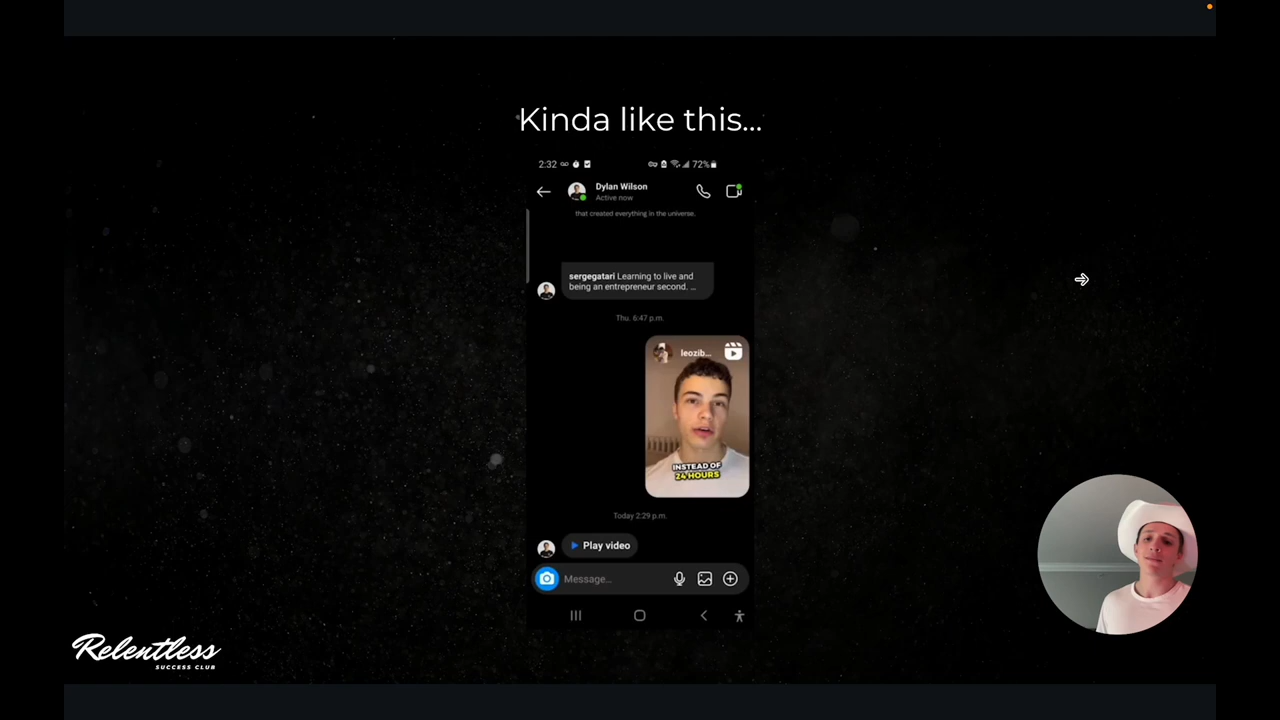 Kinda like this...
2:32
72%
Dylan Wilson
Active now
that created everything in the universe.
sergegatari Learning to live and
being an entrepreneur second. ...
Thu. 6:47 p.m.
leozib...
INSTEAD OF
24 HOURS
Today 2:29 p.m.
Play video
Message...
Relentless
SUCCESS CLUB